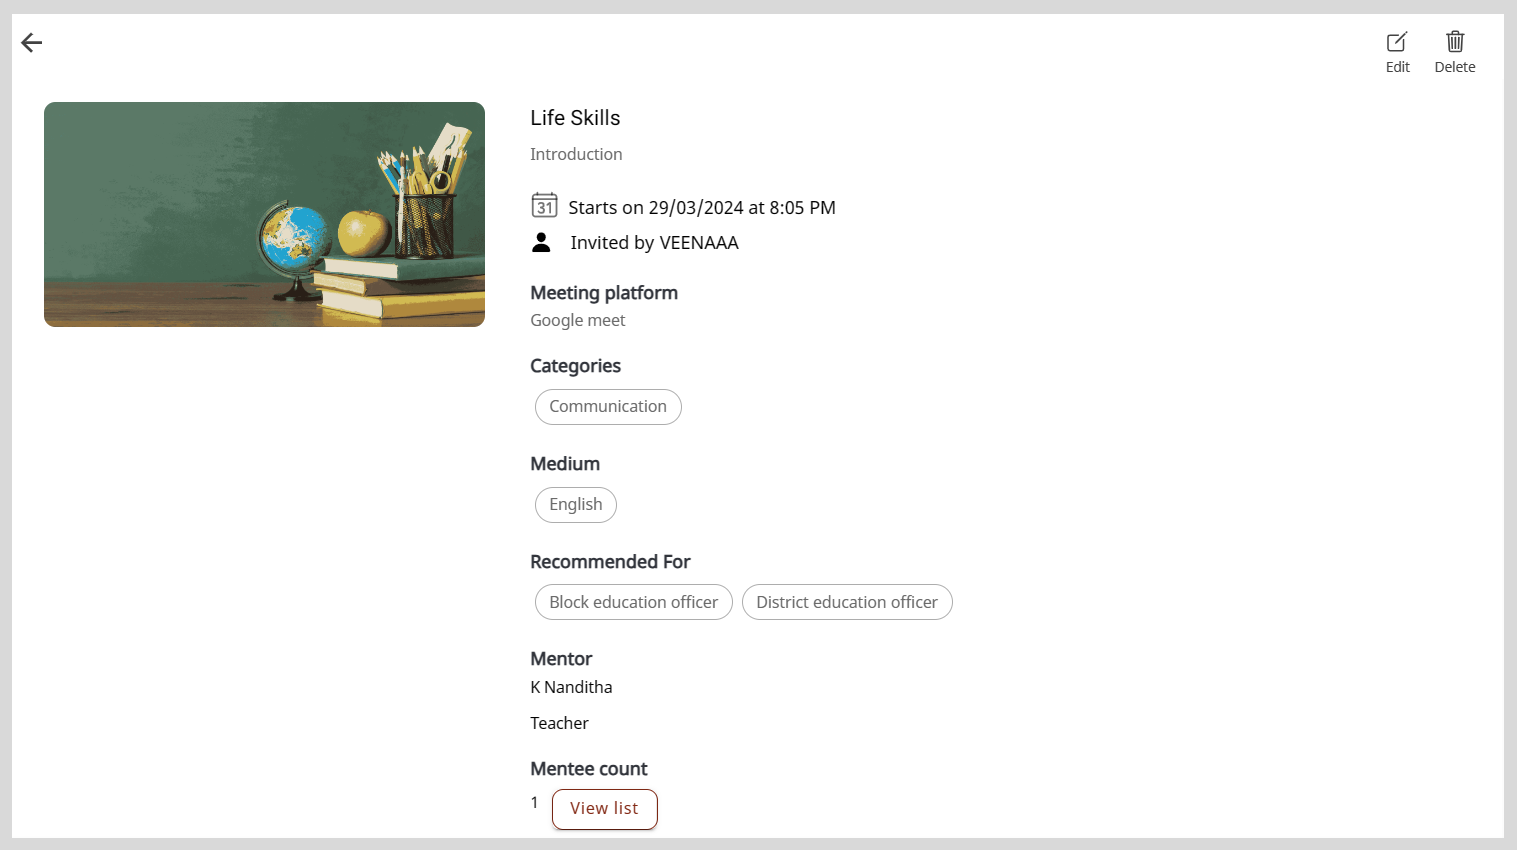 Edit
Delete
Life Skills
Introduction
31
Starts on 29/03/2024 at 8:05 PM
Invited by VEENAAA
Meeting platform
Google meet
Categories
Communication
Medium
English
Recommended For
Block education officer
District education officer
Mentor
K Nanditha
Teacher
Mentee count
1
View list